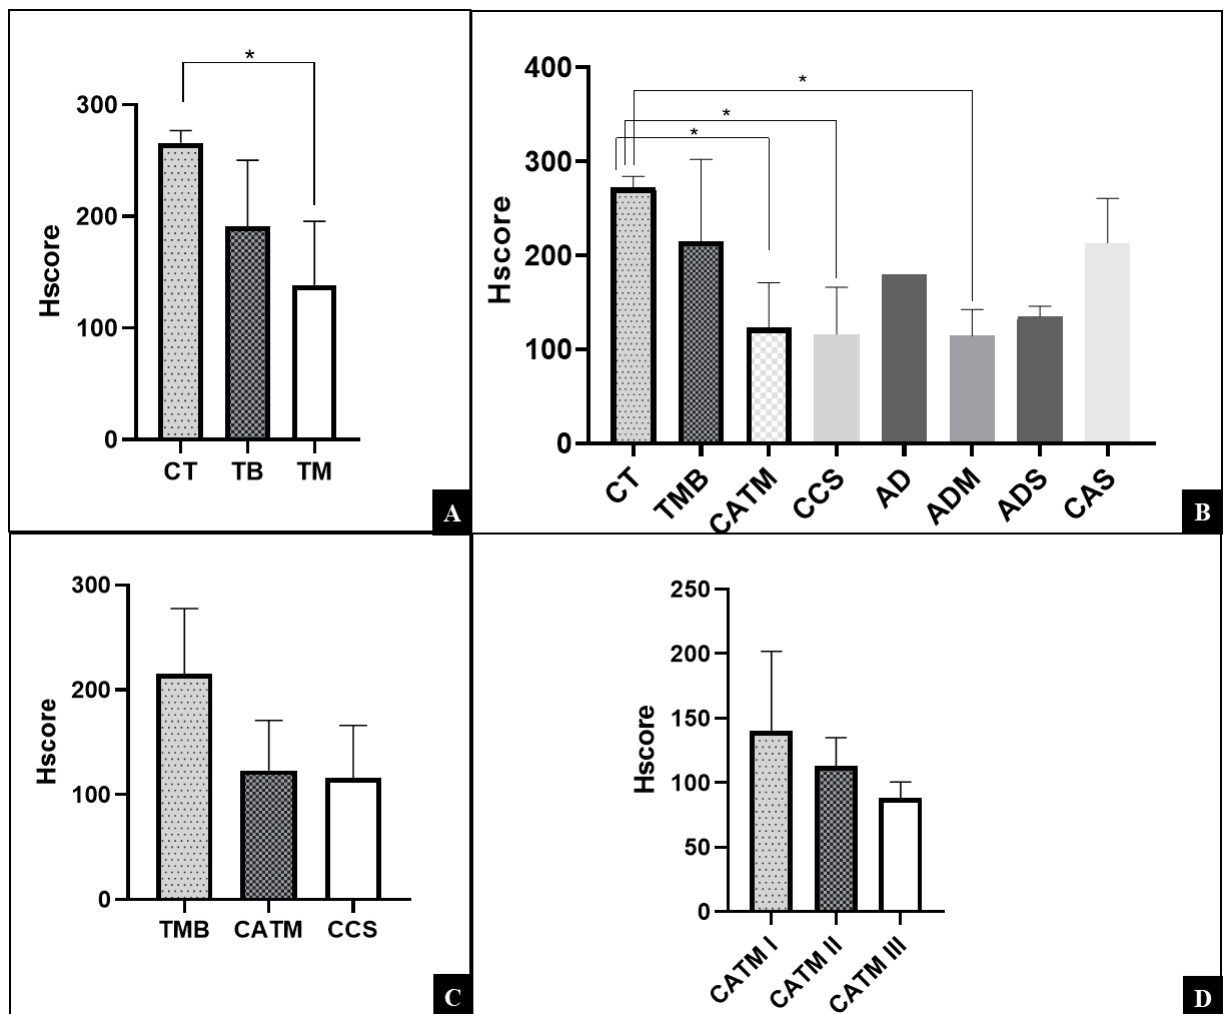 *
300
200
100
0
Hscore
CT TB TM
A
*
*
*
400
300
200
100
0
Hscore
CT TMB CATM CCS AD ADM ADS CAS
B
300
200
100
0
Hscore
TMB CATM CCS
C
250
200
150
100
50
0
Hscore
CATM I CATM II CATM III
D